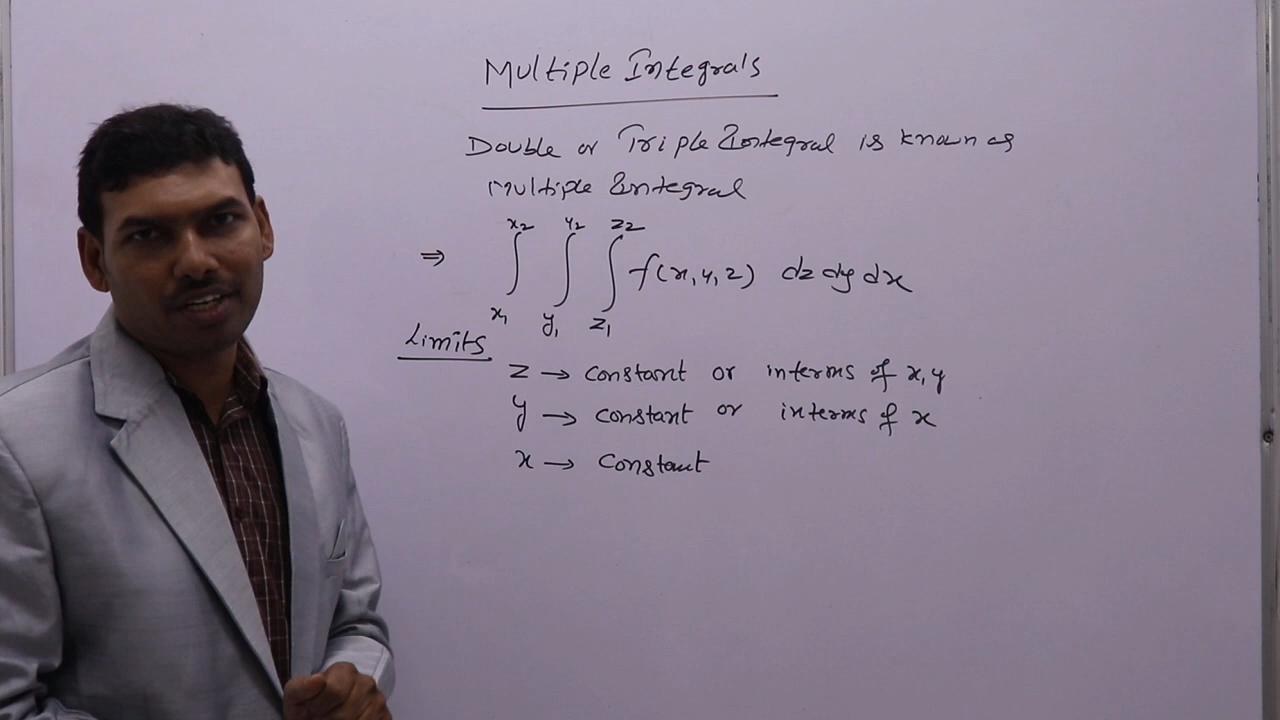 Multiple Integrals
Double or Triple Integral is known as
Multiple Integral
⇒ ∫_{x₁}^{x₂} ∫_{y₁}^{y₂} ∫_{z₁}^{z₂} f(x,y,z) dz dy dx
Limits
z → constant or interms of x,y
y → constant or interms of x
x → constant